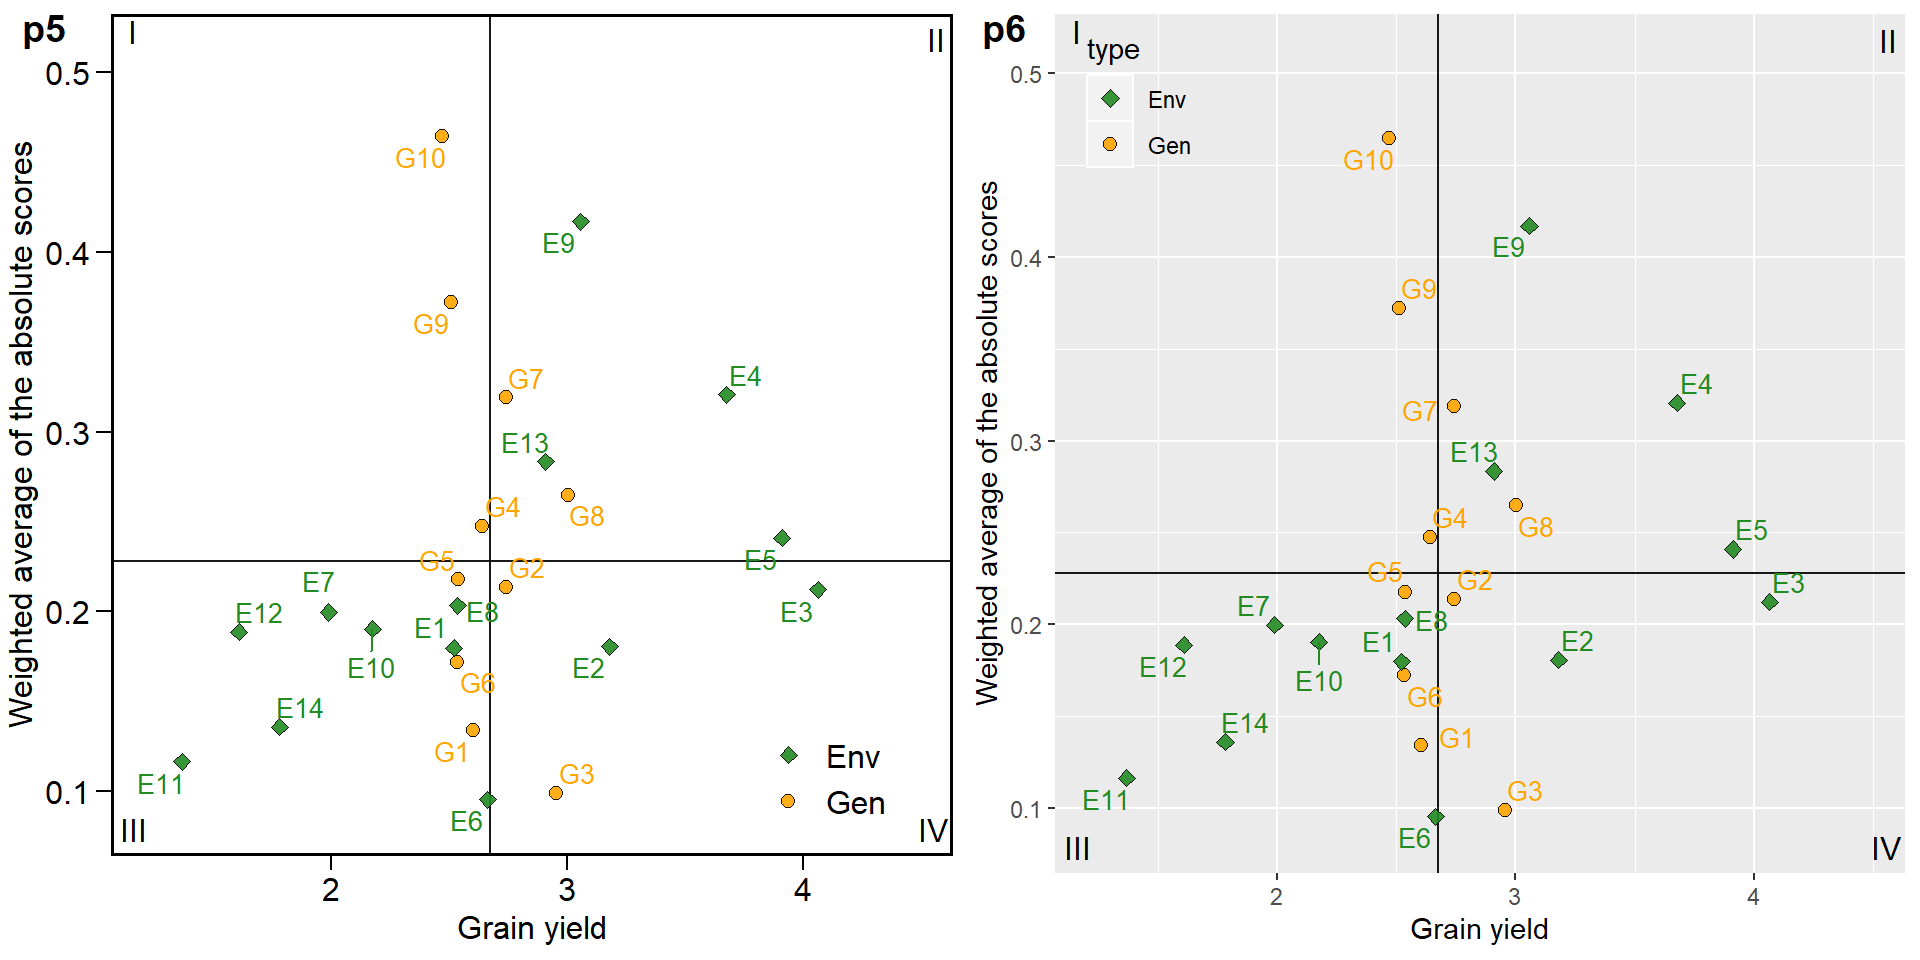 p5
I
II
0.5
0.4
0.3
0.2
0.1
Weighted average of the absolute scores
G10
E9
G9
G7
E4
E13
G4
G8
G5
G2
E5
E7
E12
E8
E3
E1
E10
G6
E2
E14
G1
Env
G3
E11
Gen
E6
III
IV
2
3
4
Grain yield
p6
I
II
type
Env
Gen
0.5
0.4
0.3
0.2
0.1
Weighted average of the absolute scores
G10
E9
G9
E4
G7
E13
G4
G8
E5
G5
G2
E3
E7
E8
E1
E2
E12
E10
G6
E14
G1
G3
E11
E6
III
IV
2
3
4
Grain yield